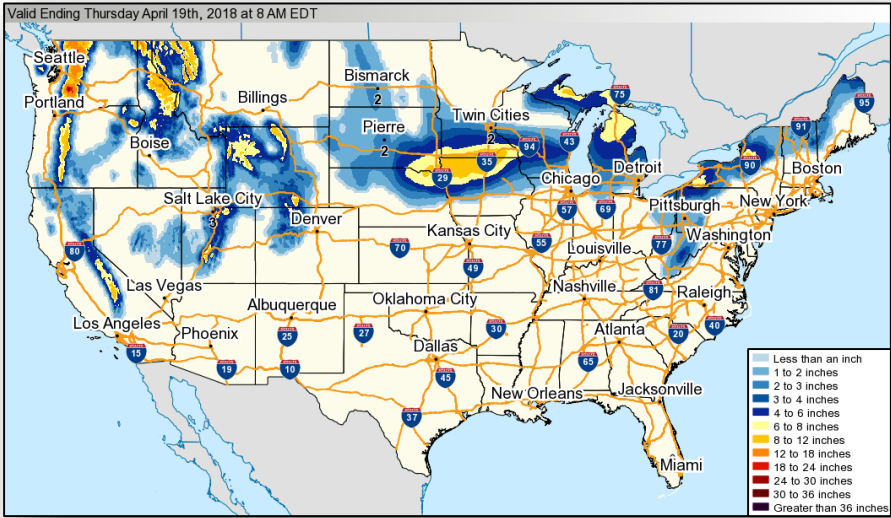 Valid Ending Thursday April 19th, 2018 at 8 AM EDT
Seattle
75
Bismarck
95
2
Portland
Billings
Twin Cities
91
Pierre
2
94
43
Boise
2
35
90
Boston
29
Chicago
Detroit
1
Salt Lake City
57
69
Pittsburgh
New York
3
Denver
Kansas City
Washington
80
70
55
Louisville
77
49
Las Vegas
Nashville
81
Raleigh
Albuquerque
Oklahoma City
Los Angeles
Phoenix
25
27
30
Atlanta
20
40
15
Dallas
65
19
10
45
New Orleans
Jacksonville
37
Miami
Less than an inch
1 to 2 inches
2 to 3 inches
3 to 4 inches
4 to 6 inches
6 to 8 inches
8 to 12 inches
12 to 18 inches
18 to 24 inches
24 to 30 inches
30 to 36 inches
Greater than 36 inches